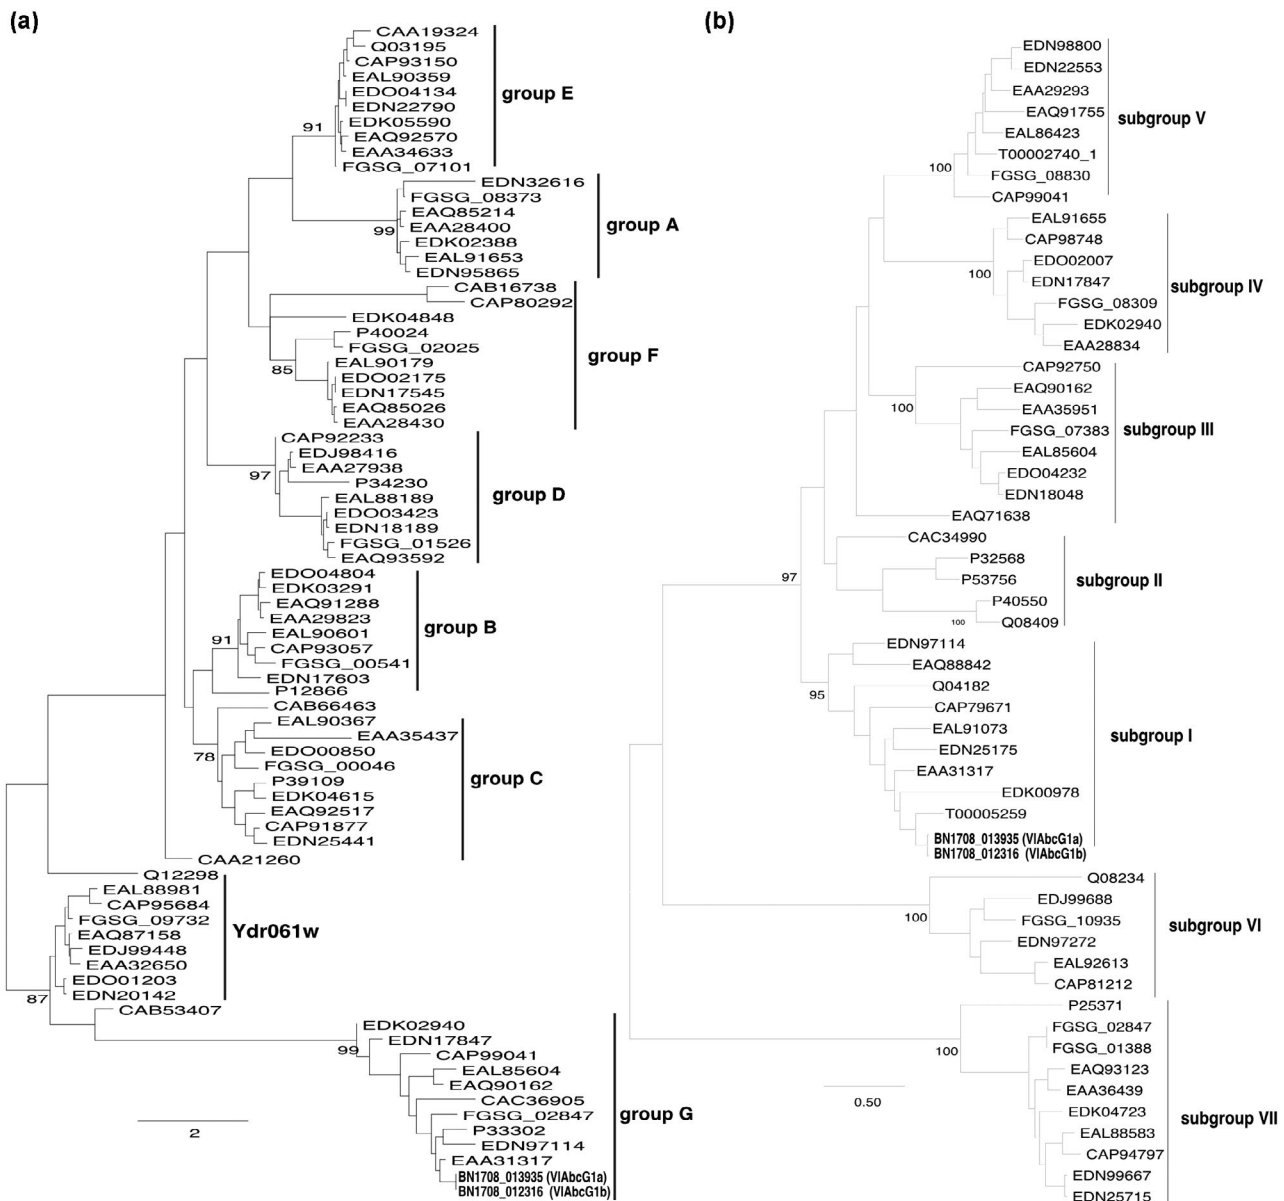 (a)
CAA19324
Q03195
CAP93150
EAL90359
EDO04134
EDN22790
EDK05590
EAQ92570
EAA34633
FGSG_07101
91
group E
EDN32616
FGSG_08373
EAQ85214
EAA28400
EDK02388
EAL91653
EDN95865
99
group A
CAB16738
CAP80292
EDK04848
P40024
FGSG_02025
EAL90179
EDO02175
EDN17545
EAQ85026
EAA28430
85
group F
CAP92233
EDJ98416
EAA27938
P34230
EAL88189
EDO03423
EDN18189
FGSG_01526
EAQ93592
97
group D
EDO04804
EDK03291
EAQ91288
EAA29823
EAL90601
CAP93057
FGSG_00541
EDN17603
P12866
91
group B
CAB66463
EAL90367
EAA35437
EDO00850
FGSG_00046
P39109
EDK04615
EAQ92517
CAP91877
EDN25441
CAA21260
78
group C
Q12298
EAL88981
CAP95684
FGSG_09732
EAQ87158
EDJ99448
EAA32650
EDO01203
EDN20142
87
Ydr061w
CAB53407
EDK02940
EDN17847
CAP99041
EAL85604
EAQ90162
CAC36905
FGSG_02847
P33302
EDN97114
EAA31317
BN1708_013935 (VlAbcG1a)
BN1708_012316 (VlAbcG1b)
99
group G
2
(b)
EDN98800
EDN22553
EAA29293
EAQ91755
EAL86423
T00002740_1
FGSG_08830
CAP99041
100
subgroup V
EAL91655
CAP98748
EDO02007
EDN17847
FGSG_08309
EDK02940
EAA28834
100
subgroup IV
CAP92750
EAQ90162
EAA35951
FGSG_07383
EAL85604
EDO04232
EDN18048
EAQ71638
100
subgroup III
CAC34990
P32568
P53756
P40550
Q08409
97
100
subgroup II
EDN97114
EAQ88842
Q04182
CAP79671
EAL91073
EDN25175
EAA31317
EDK00978
T00005259
BN1708_013935 (VlAbcG1a)
BN1708_012316 (VlAbcG1b)
95
subgroup I
Q08234
EDJ99688
FGSG_10935
EDN97272
EAL92613
CAP81212
100
subgroup VI
P25371
FGSG_02847
FGSG_01388
EAQ93123
EAA36439
EDK04723
EAL88583
CAP94797
EDN99667
EDN25715
100
subgroup VII
0.50